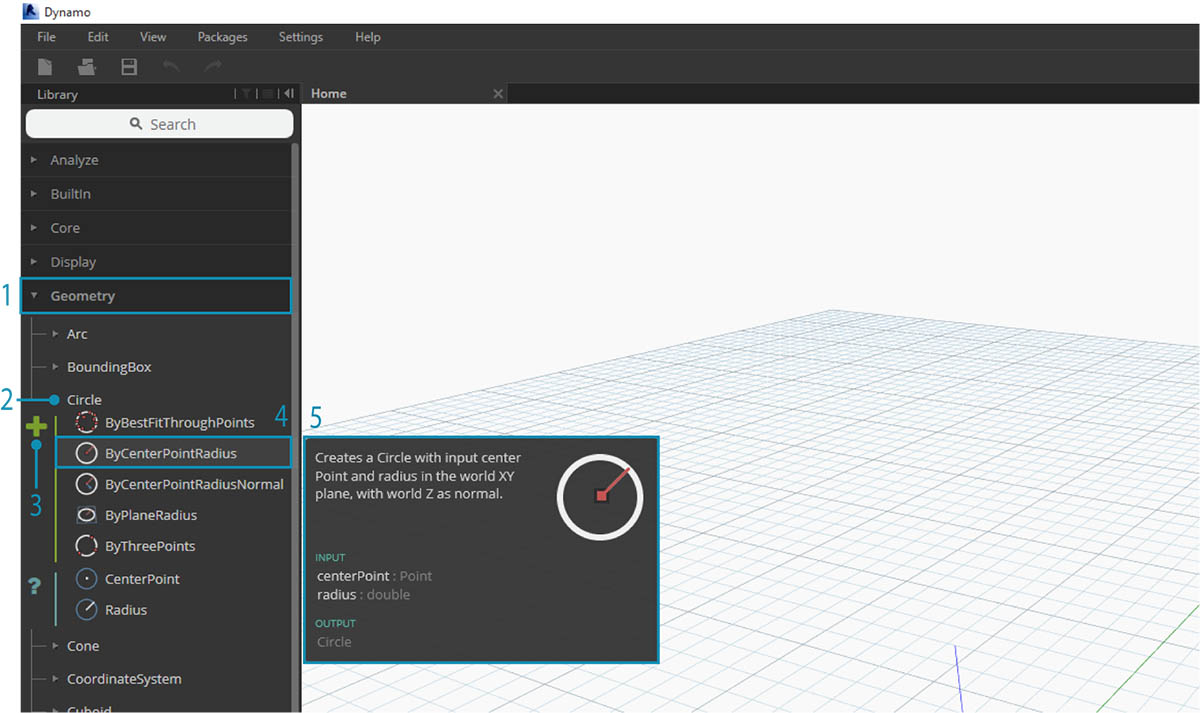 Dynamo
File Edit View Packages Settings Help
Library
Home
Search
Analyze
BuiltIn
Core
Display
1
Geometry
Arc
BoundingBox
2
Circle
4
5
ByBestFitThroughPoints
ByCenterPointRadius
ByCenterPointRadiusNormal
3
ByPlaneRadius
ByThreePoints
?
CenterPoint
Radius
Cone
CoordinateSystem
Cuboid
Creates a Circle with input center
Point and radius in the world XY
plane, with world Z as normal.
INPUT
centerPoint : Point
radius : double
OUTPUT
Circle